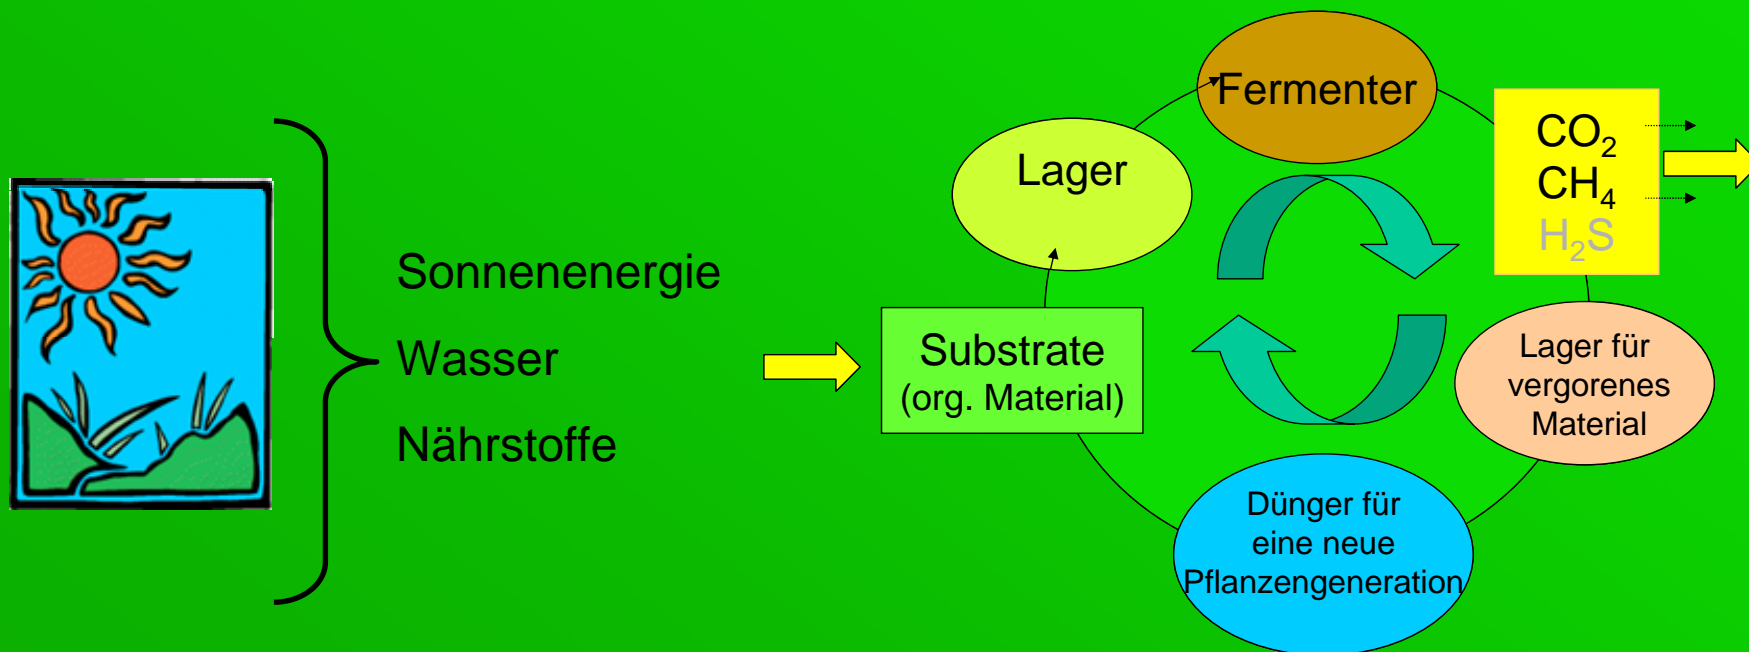 Sonnenenergie
Wasser
Nährstoffe
Substrate
(org. Material)
Lager
Fermenter
CO₂
CH₄
H₂S
Lager für
vergorenes
Material
Dünger für
eine neue
Pflanzengeneration